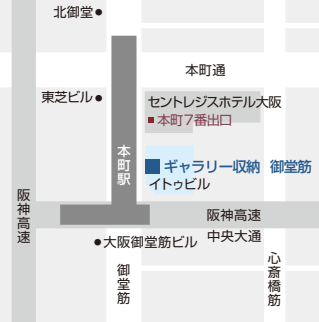 北御堂
本町通
東芝ビル
セントレジスホテル大阪
本町7番出口
本町駅
ギャラリー収納 御堂筋
イトゥビル
阪神高速
阪神高速
中央大通
大阪御堂筋ビル
御堂筋
心斎橋筋